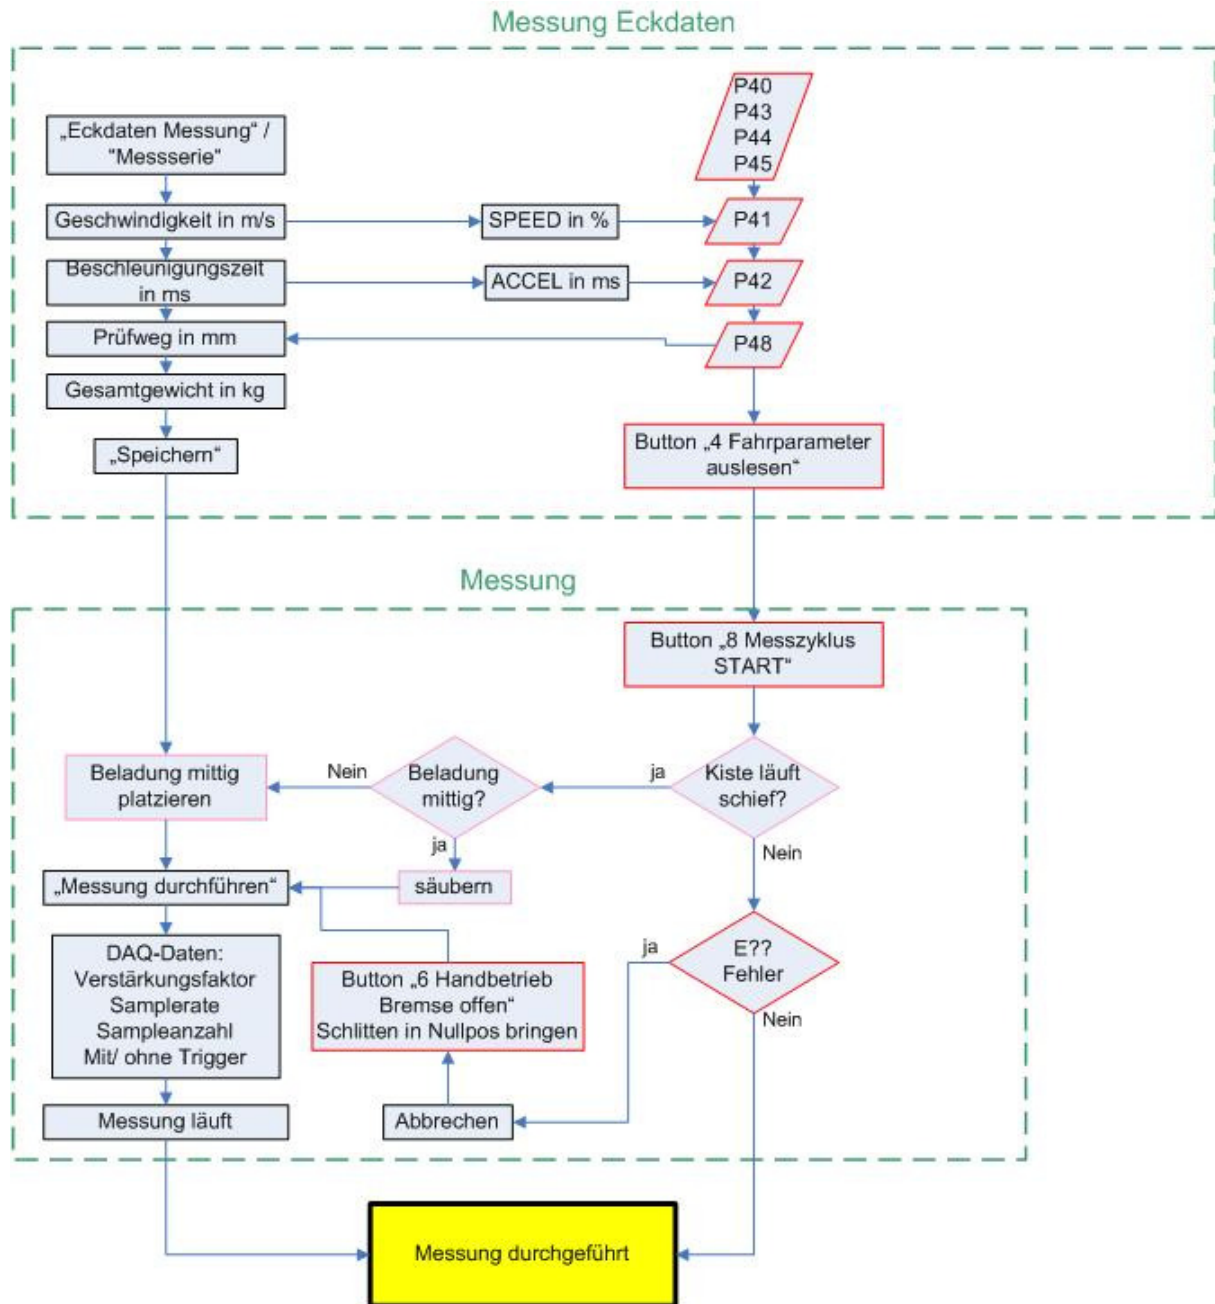 Messung Eckdaten
P40
P43
P44
P45
„Eckdaten Messung“ /
"Messserie"
Geschwindigkeit in m/s
SPEED in %
P41
Beschleunigungszeit
in ms
ACCEL in ms
P42
Prüfweg in mm
P48
Gesamtgewicht in kg
„Speichern“
Button „4 Fahrparameter
auslesen“
Messung
Button „8 Messzyklus
START“
Beladung mittig
platzieren
Nein
Beladung
mittig?
ja
Kiste läuft
schief?
ja
Nein
„Messung durchführen“
säubern
DAQ-Daten:
Verstärkungsfaktor
Samplerate
Sampleanzahl
Mit/ ohne Trigger
Button „6 Handbetrieb
Bremse offen“
Schlitten in Nullpos bringen
ja
E??
Fehler
Nein
Messung läuft
Abbrechen
Messung durchgeführt